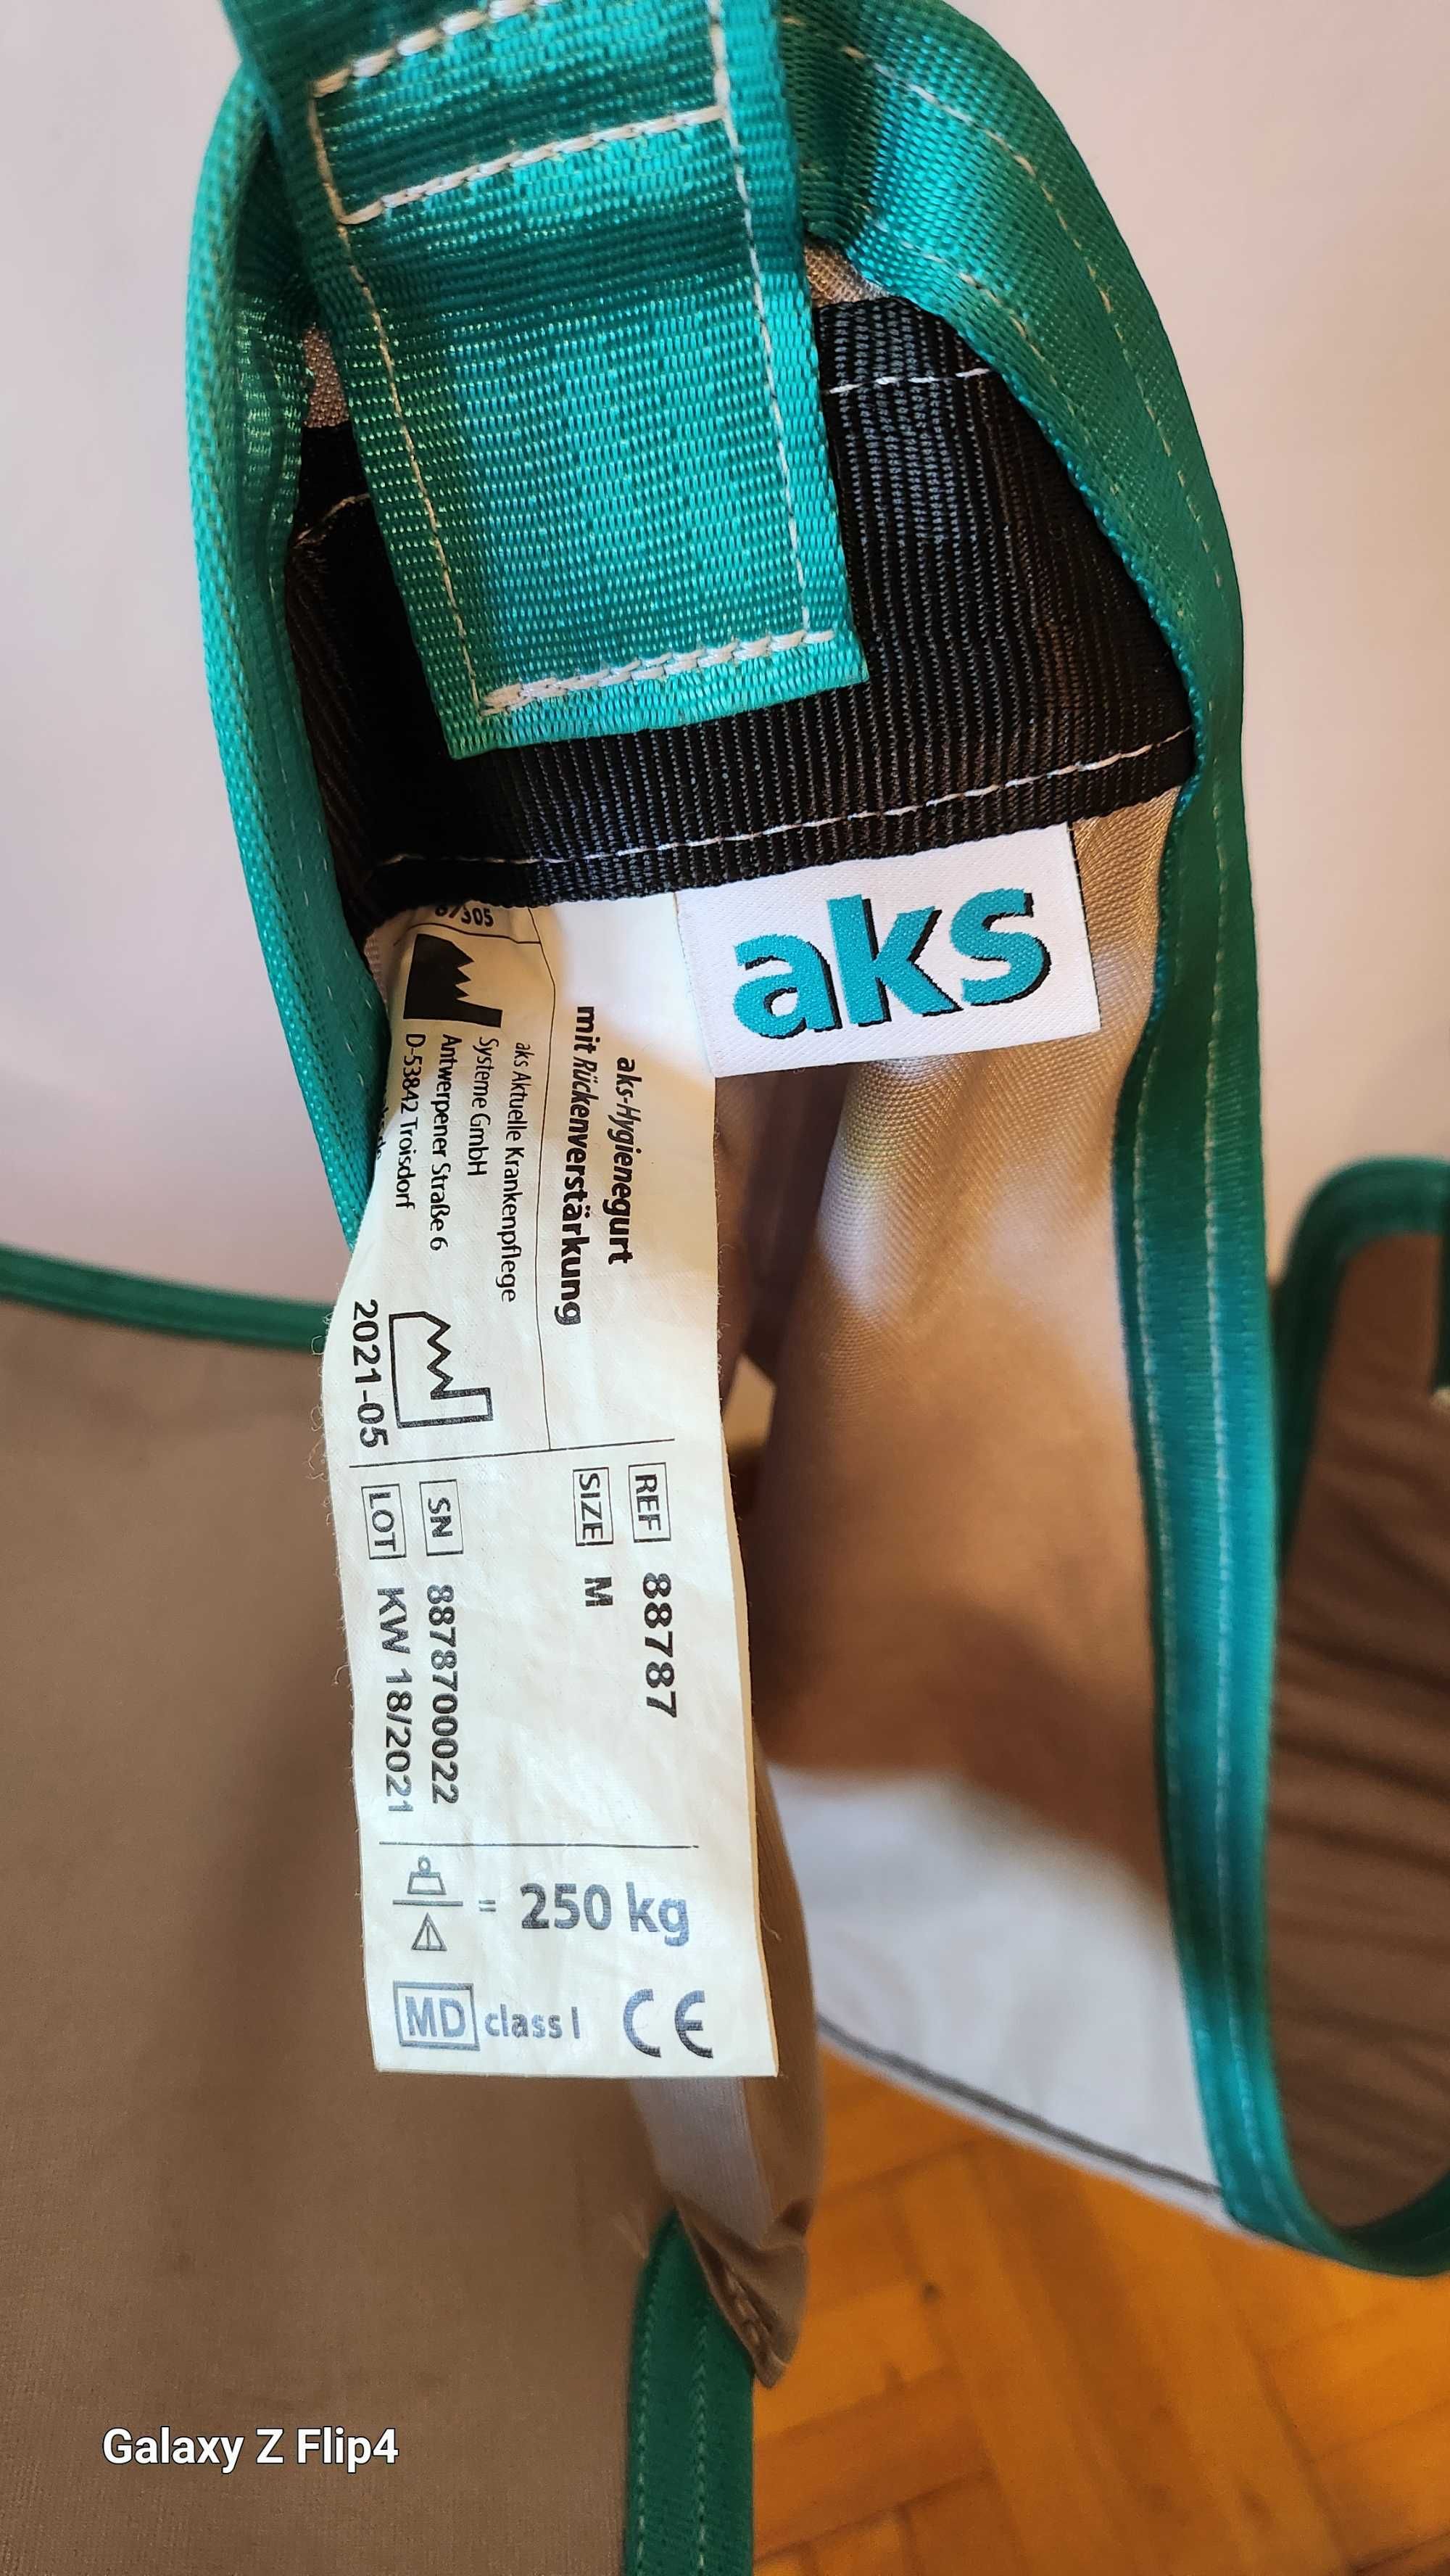 aks
aks-Hygienegurt
mit Rückenverstärkung
aks Aktuelle Krankenpflege
Systeme GmbH
Antwerpener Straße 6
D-53842 Troisdorf
2021-05
REF 88787
SIZE M
SN 8878700022
LOT KW 18/2021
= 250 kg
MD class I CE
Galaxy Z Flip4